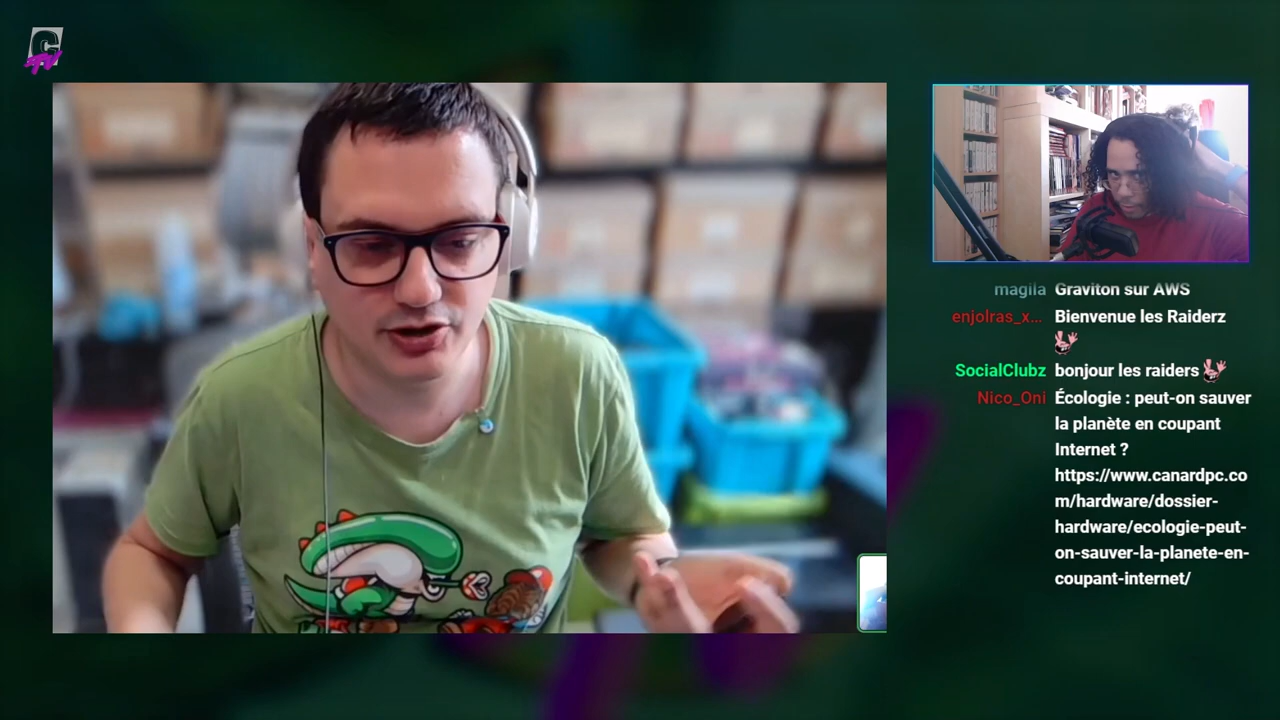 C
TV
magila Graviton sur AWS
enjolras_x... Bienvenue les Raiderz
SocialClubz bonjour les raiders
Nico_Oni Écologie : peut-on sauver
la planète en coupant
Internet ?
https://www.canardpc.co
m/hardware/dossier-
hardware/ecologie-peut-
on-sauver-la-planete-en-
coupant-internet/